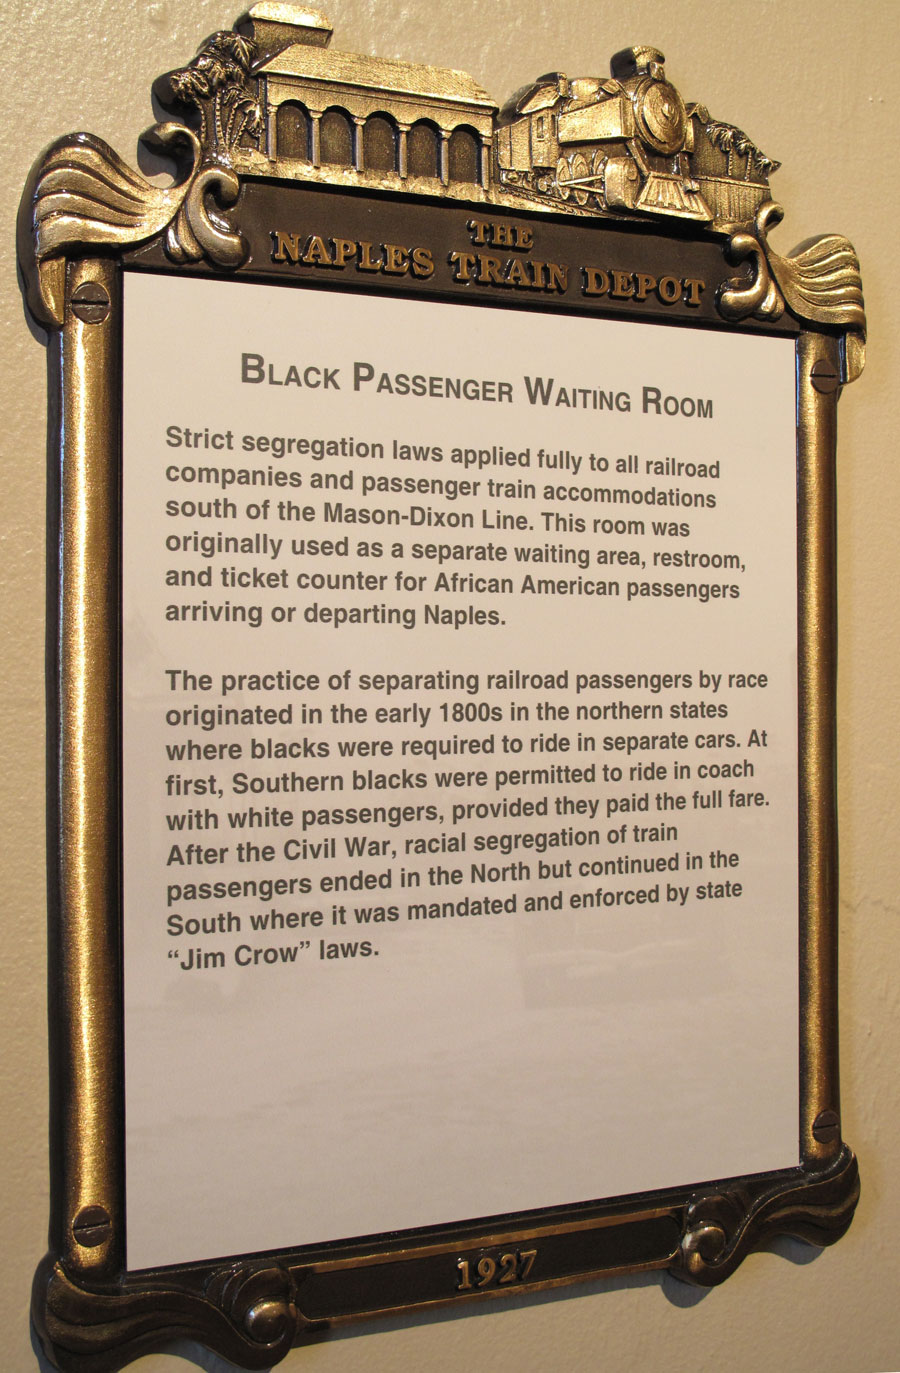 THE
NAPLES TRAIN DEPOT
BLACK PASSENGER WAITING ROOM
Strict segregation laws applied fully to all railroad
companies and passenger train accommodations
south of the Mason-Dixon Line. This room was
originally used as a separate waiting area, restroom,
and ticket counter for African American passengers
arriving or departing Naples.
The practice of separating railroad passengers by race
originated in the early 1800s in the northern states
where blacks were required to ride in separate cars. At
first, Southern blacks were permitted to ride in coach
with white passengers, provided they paid the full fare.
After the Civil War, racial segregation of train
passengers ended in the North but continued in the
South where it was mandated and enforced by state
“Jim Crow” laws.
1927